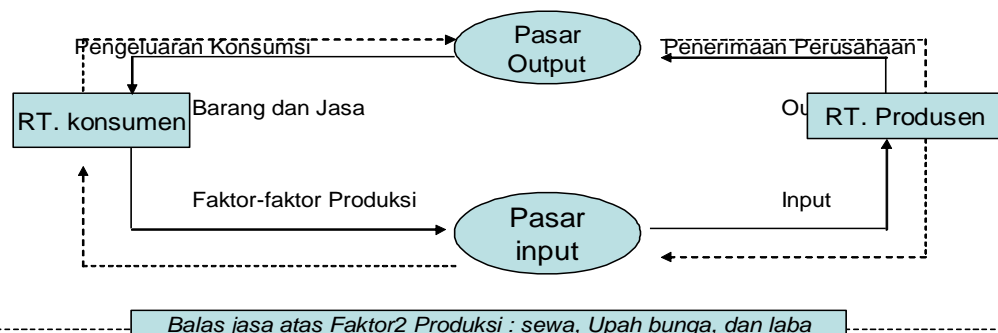 Pasar
Output
Pengeluaran Konsumsi
Penerimaan Perusahaan
Barang dan Jasa
RT. konsumen
RT. Produsen
Faktor-faktor Produksi
Input
Pasar
input
Balas jasa atas Faktor2 Produksi : sewa, Upah bunga, dan laba